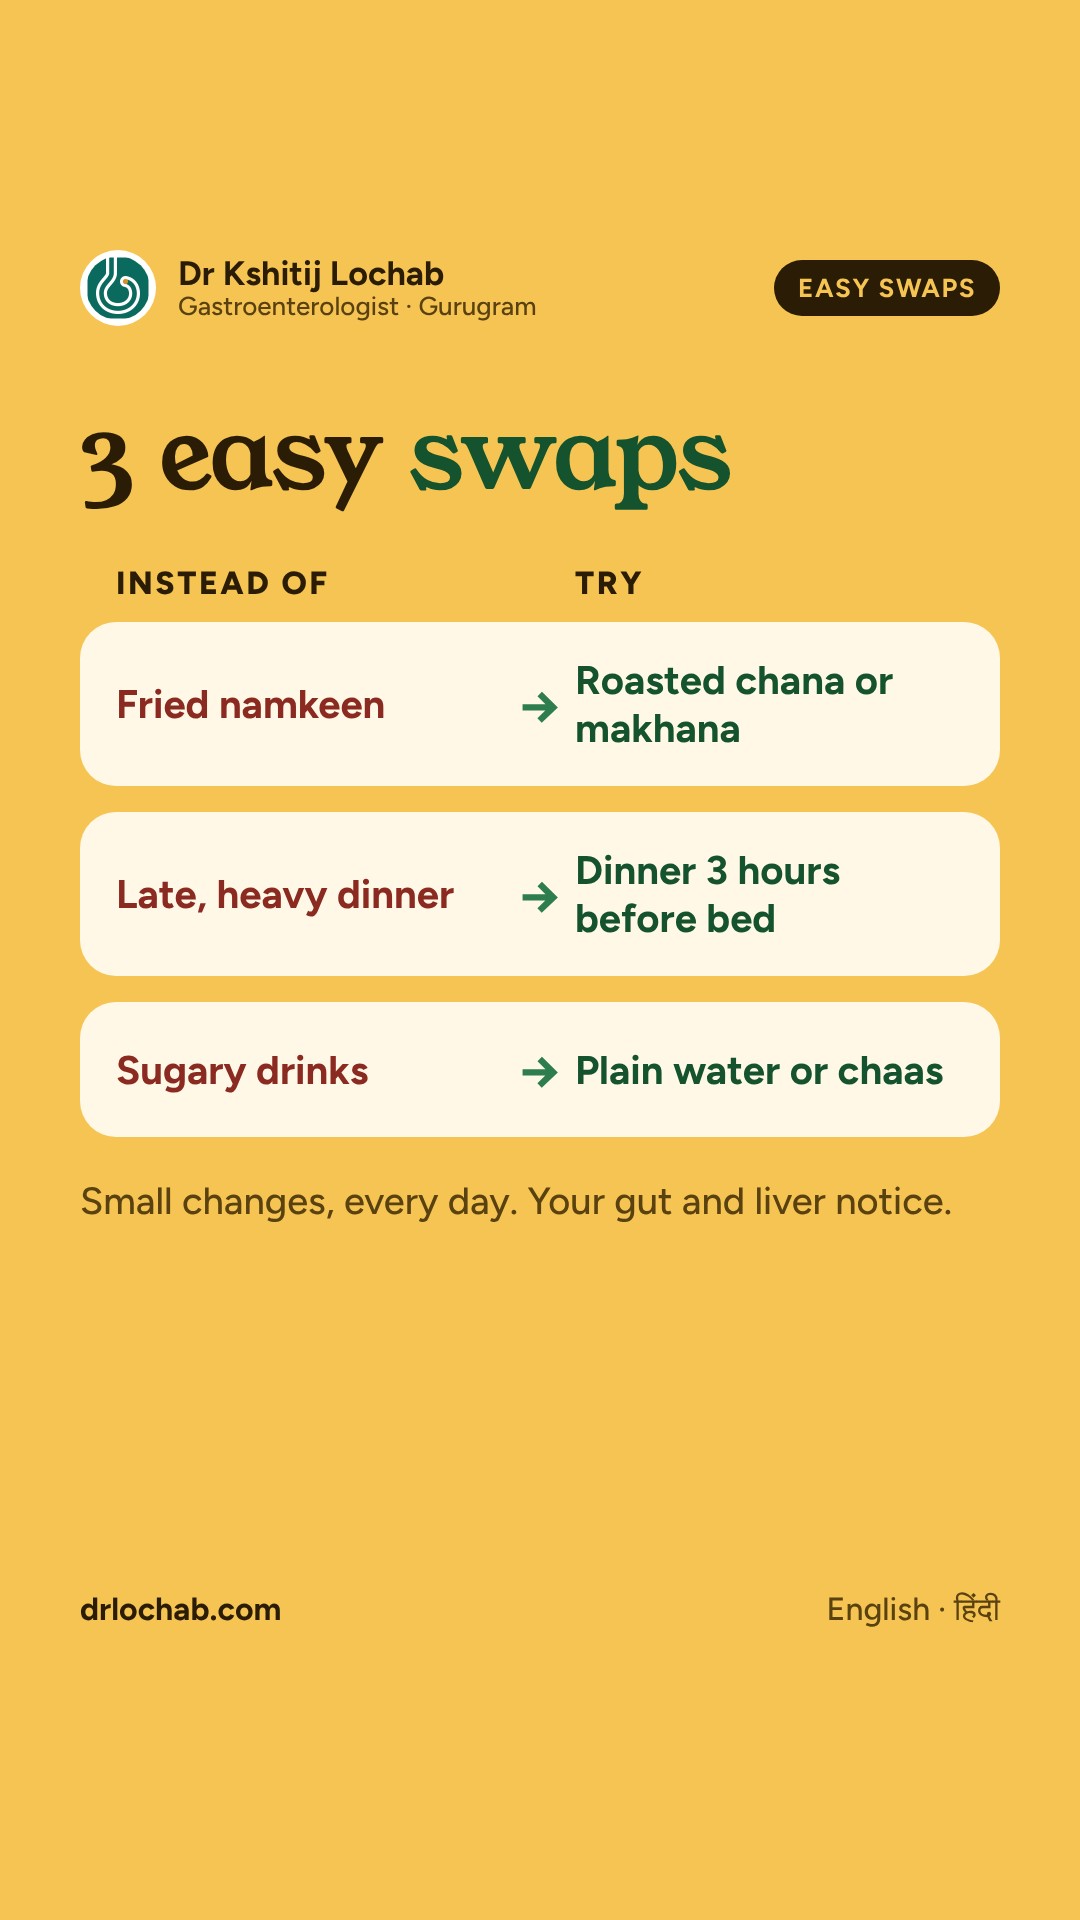 Dr Kshitij Lochab
Gastroenterologist · Gurugram
EASY SWAPS
3 easy swaps
INSTEAD OF
TRY
Fried namkeen
→ Roasted chana or
makhana
Late, heavy dinner
→ Dinner 3 hours
before bed
Sugary drinks
→ Plain water or chaas
Small changes, every day. Your gut and liver notice.
drlochab.com
English · हिंदी